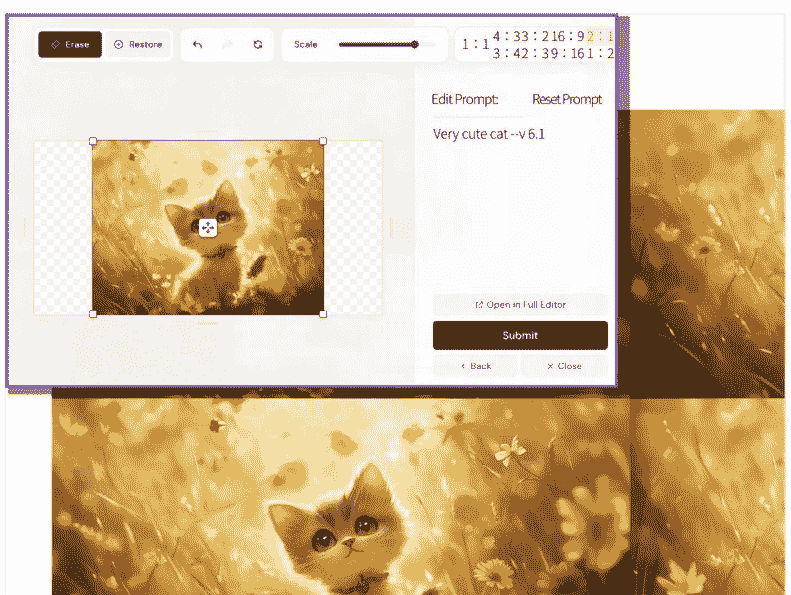 Erase Restore Scale 1:1 4:3 3:2 16:9 2:1
3:4 2:3 9:16 1:2
Edit Prompt: Reset Prompt
Very cute cat --v 6.1
Open in Full Editor
Submit
Back Close